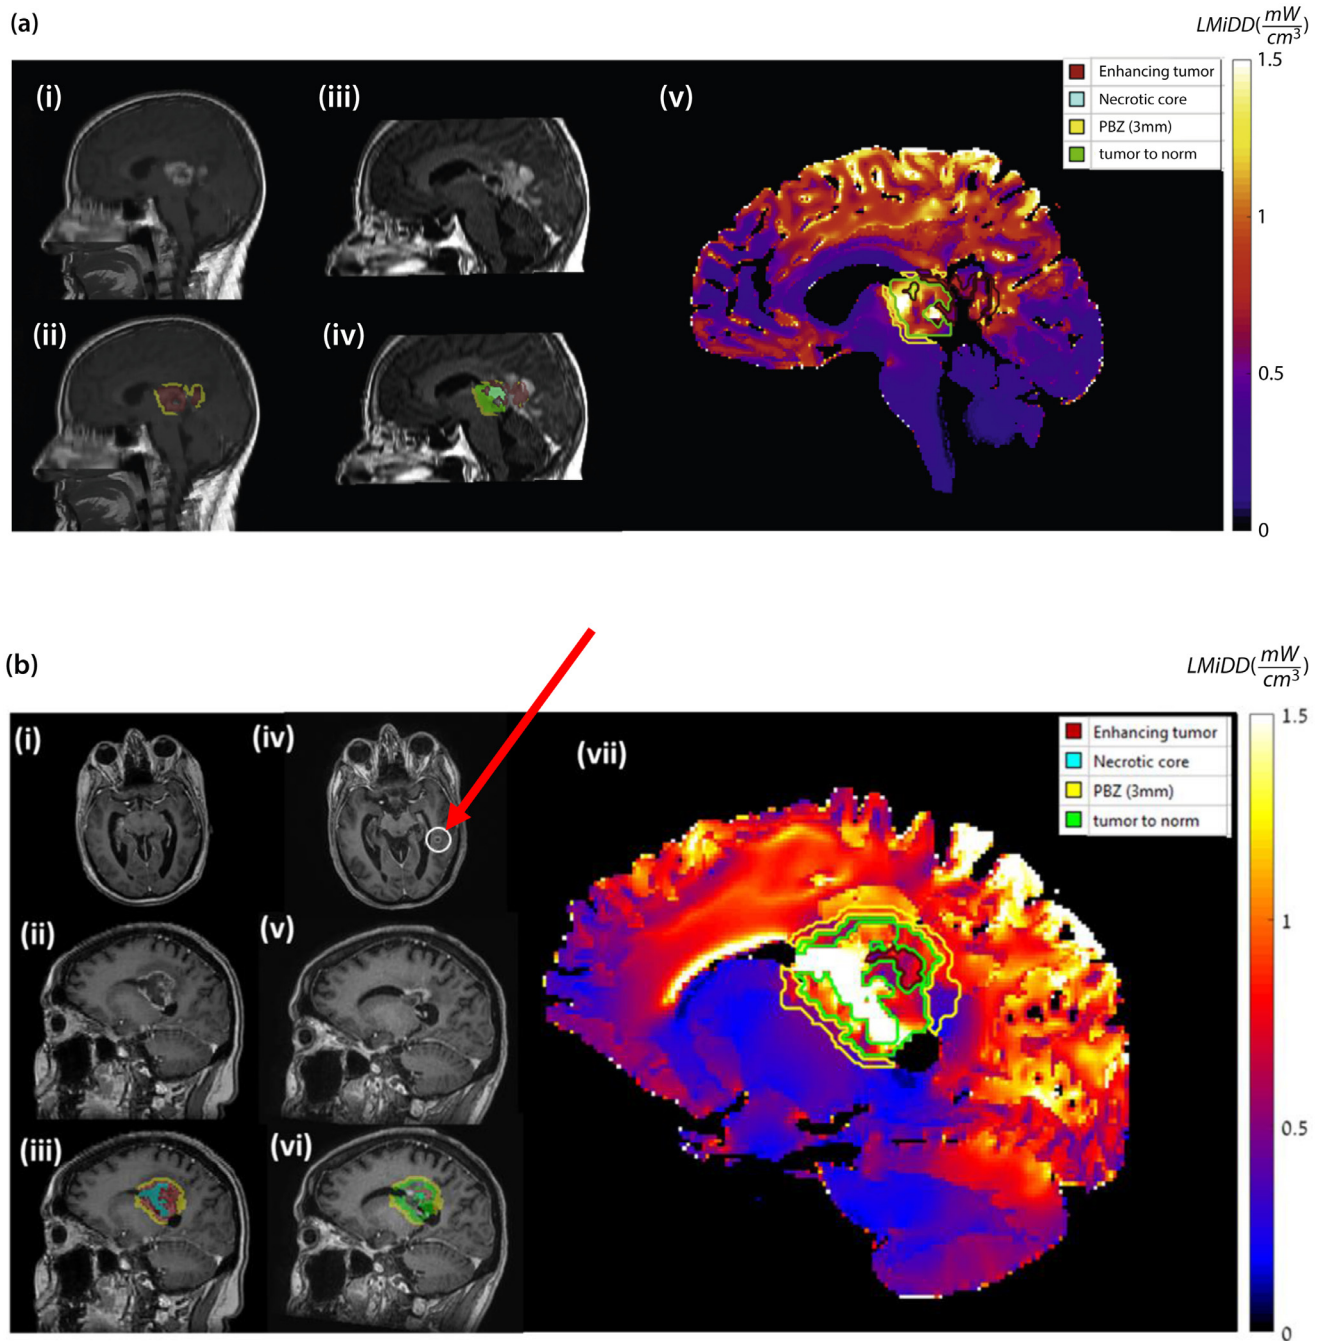 (a)
LMiDD(mW/cm³)
(i)
(iii)
(v)
Enhancing tumor
Necrotic core
PBZ (3mm)
tumor to norm
1.5
1
0.5
0
(ii)
(iv)
(b)
LMiDD(mW/cm³)
(i)
(iv)
(vii)
Enhancing tumor
Necrotic core
PBZ (3mm)
tumor to norm
1.5
1
0.5
0
(ii)
(v)
(iii)
(vi)